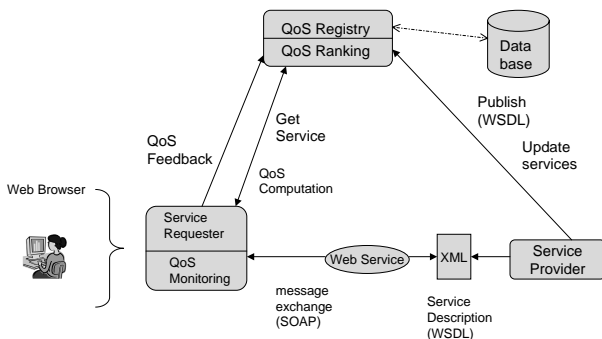 QoS Registry
QoS Ranking
Data
base
Publish
(WSDL)
Update
services
Get
Service
QoS
Feedback
QoS
Computation
Web Browser
Service
Requester
QoS
Monitoring
Web Service
XML
Service
Provider
message
exchange
(SOAP)
Service
Description
(WSDL)